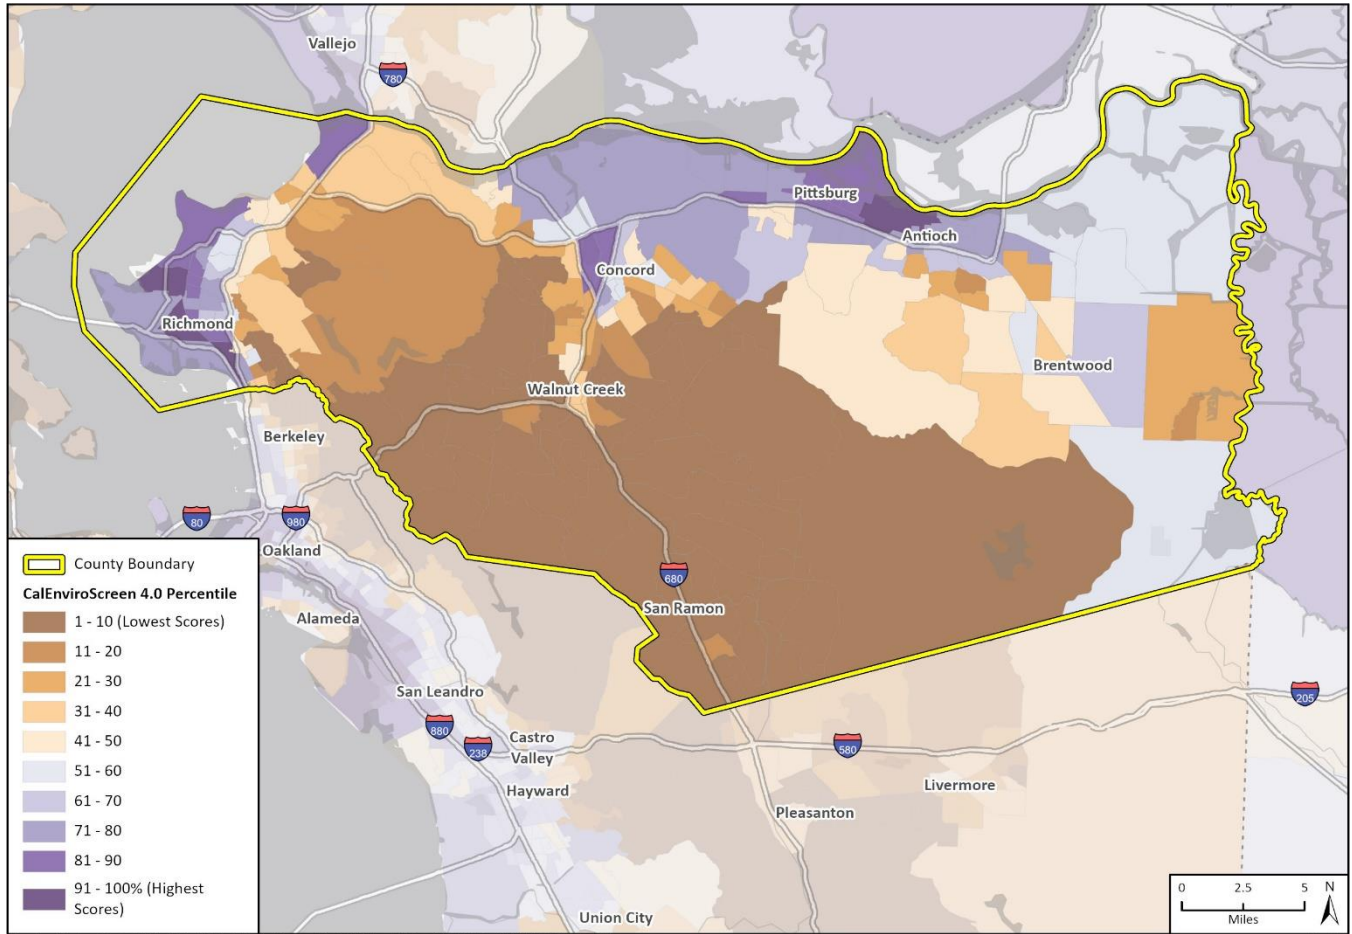 Vallejo
780
Pittsburg
Antioch
Concord
Richmond
Brentwood
Walnut Creek
Berkeley
80
980
Oakland
680
San Ramon
Alameda
San Leandro
205
880
238
Castro
Valley
580
Hayward
Livermore
Pleasanton
Union City
County Boundary
CalEnviroScreen 4.0 Percentile
1 - 10 (Lowest Scores)
11 - 20
21 - 30
31 - 40
41 - 50
51 - 60
61 - 70
71 - 80
81 - 90
91 - 100% (Highest
Scores)
0 2.5 5 N
Miles